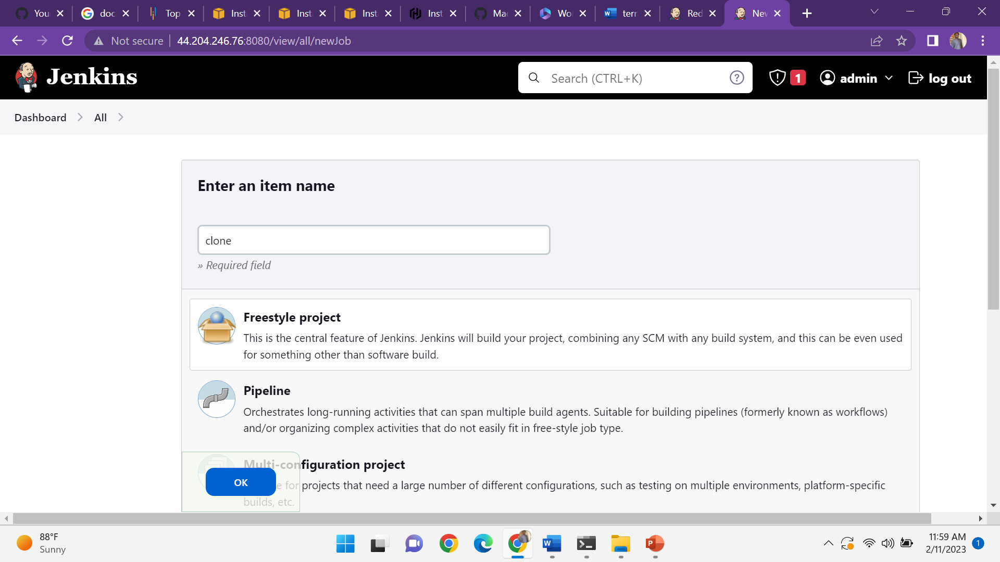 You
doc
Top
Inst
Inst
Inst
Inst
Ma
Wo
terr
Red
New
Not secure
44.204.246.76:8080/view/all/newJob
Jenkins
Search (CTRL+K)
1
admin
log out
Dashboard
All
Enter an item name
clone
» Required field
Freestyle project
This is the central feature of Jenkins. Jenkins will build your project, combining any SCM with any build system, and this can be even used
for something other than software build.
Pipeline
Orchestrates long-running activities that can span multiple build agents. Suitable for building pipelines (formerly known as workflows)
and/or organizing complex activities that do not easily fit in free-style job type.
Multi-configuration project
OK
e for projects that need a large number of different configurations, such as testing on multiple environments, platform-specific
builds, etc.
88°F
Sunny
11:59 AM
2/11/2023
1